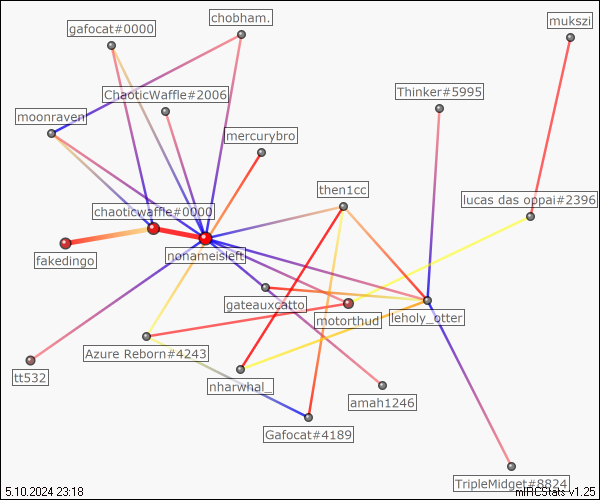 gafocat#0000
chobham.
mukszi
ChaoticWaffle#2006
Thinker#5995
moonraven
mercurybro
then1cc
lucas das oppai#2396
chaoticwaffle#0000
nonameisleft
fakedingo
gateauxcatto
motorthud
leholy_otter
Azure Reborn#4243
tt532
nharwhal_
amah1246
Gafocat#4189
TripleMidget#8824
5.10.2024 23:18
mIRCStats v1.25